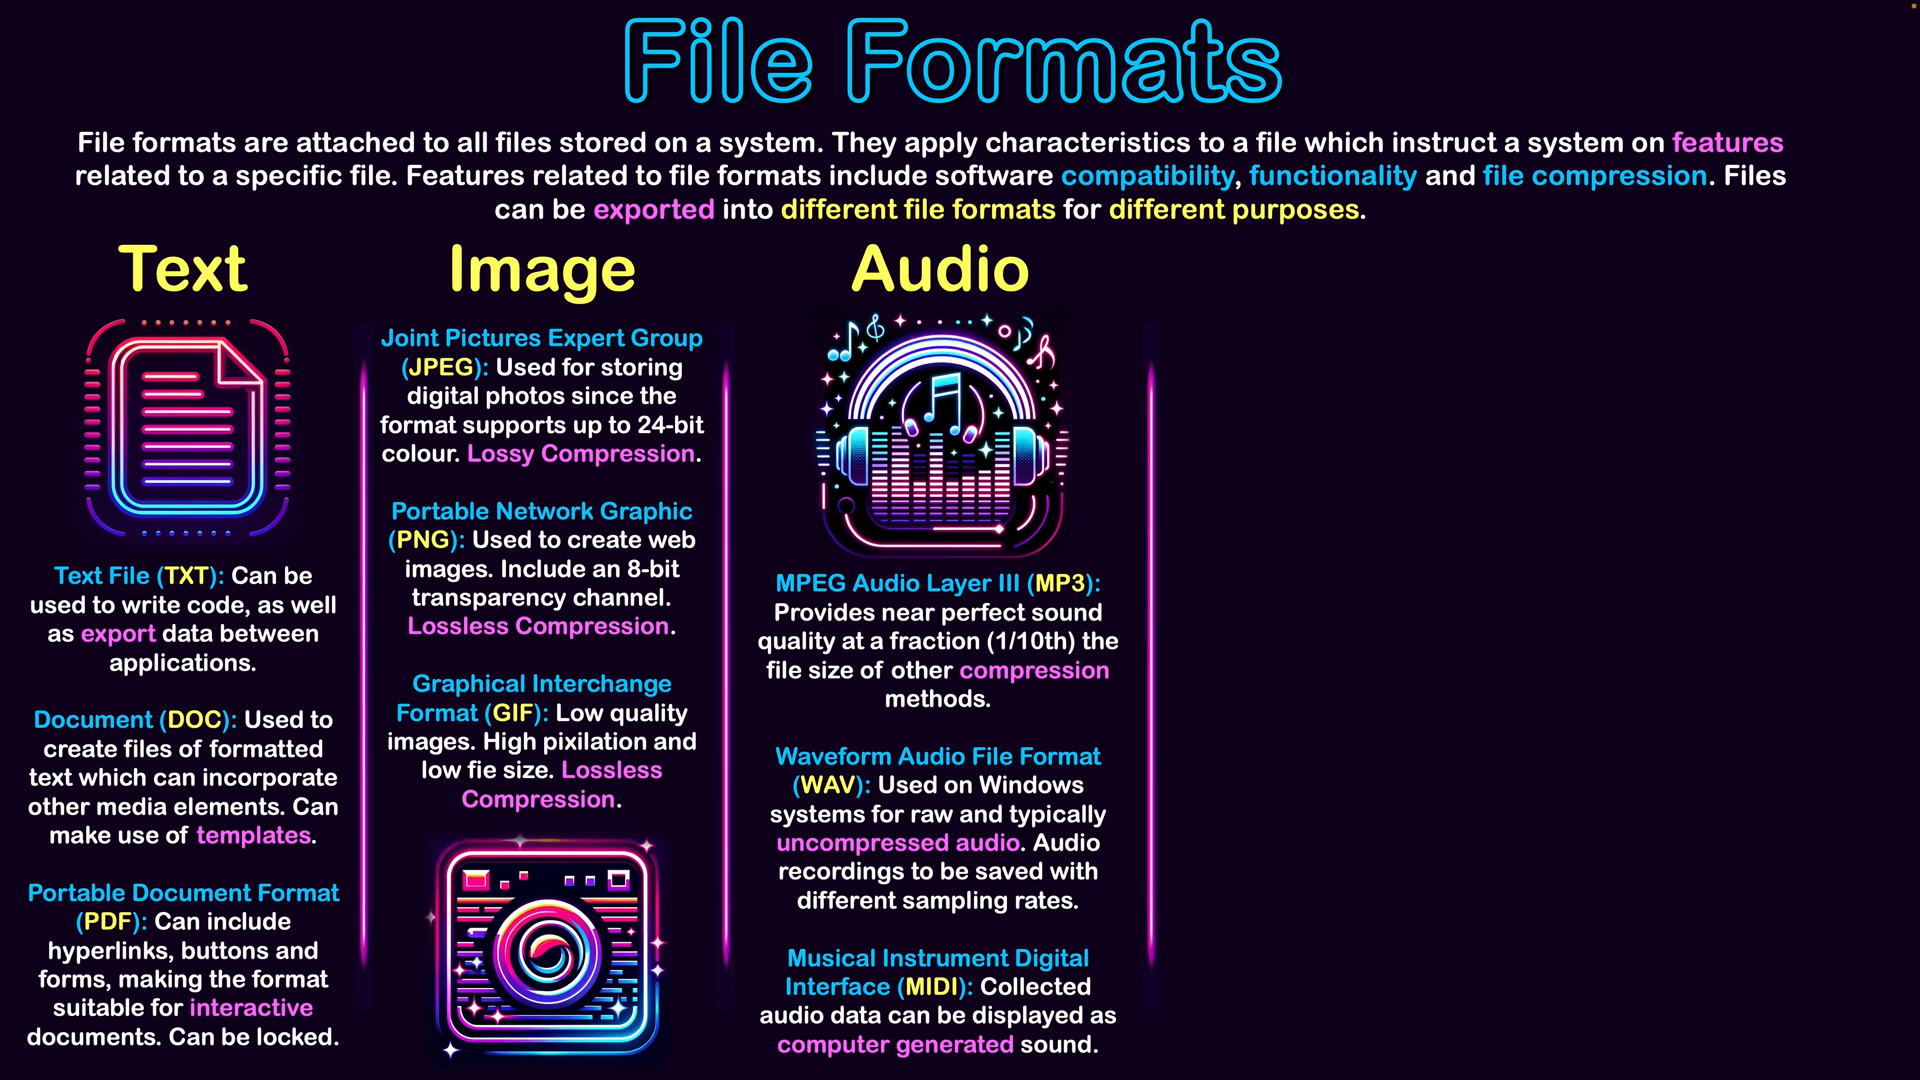 File Formats
File formats are attached to all files stored on a system. They apply characteristics to a file which instruct a system on features
related to a specific file. Features related to file formats include software compatibility, functionality and file compression. Files
can be exported into different file formats for different purposes.
Text
Text File (TXT): Can be
used to write code, as well
as export data between
applications.
Document (DOC): Used to
create files of formatted
text which can incorporate
other media elements. Can
make use of templates.
Portable Document Format
(PDF): Can include
hyperlinks, buttons and
forms, making the format
suitable for interactive
documents. Can be locked.
Image
Joint Pictures Expert Group
(JPEG): Used for storing
digital photos since the
format supports up to 24-bit
colour. Lossy Compression.
Portable Network Graphic
(PNG): Used to create web
images. Include an 8-bit
transparency channel.
Lossless Compression.
Graphical Interchange
Format (GIF): Low quality
images. High pixilation and
low fie size. Lossless
Compression.
Audio
MPEG Audio Layer III (MP3):
Provides near perfect sound
quality at a fraction (1/10th) the
file size of other compression
methods.
Waveform Audio File Format
(WAV): Used on Windows
systems for raw and typically
uncompressed audio. Audio
recordings to be saved with
different sampling rates.
Musical Instrument Digital
Interface (MIDI): Collected
audio data can be displayed as
computer generated sound.